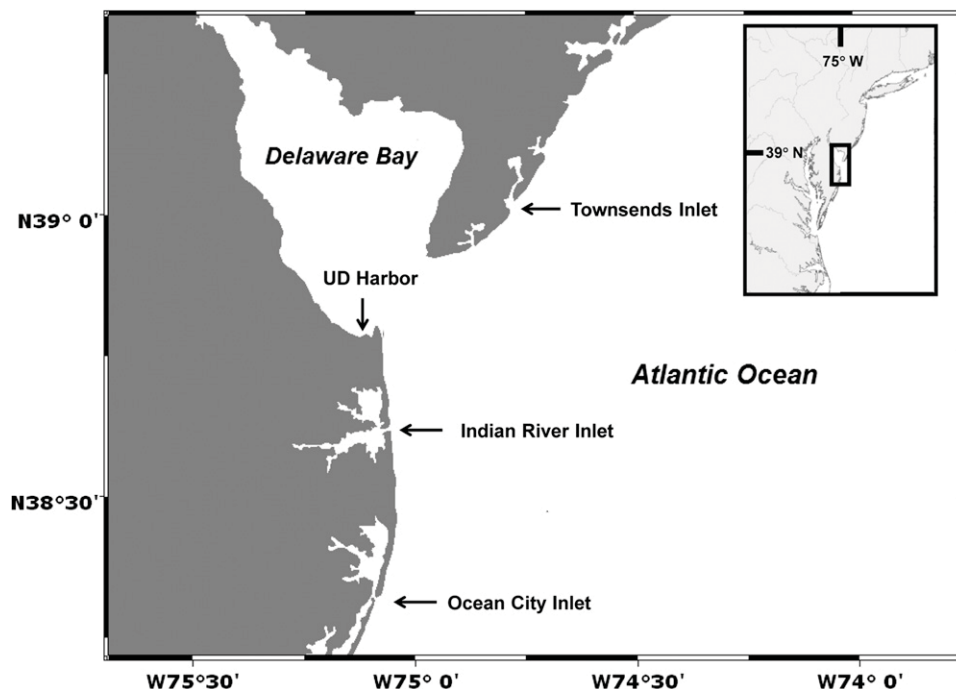 75° W
39° N
Delaware Bay
N39° 0'
Townsends Inlet
UD Harbor
Atlantic Ocean
Indian River Inlet
N38°30'
Ocean City Inlet
W75°30'
W75° 0'
W74°30'
W74° 0'